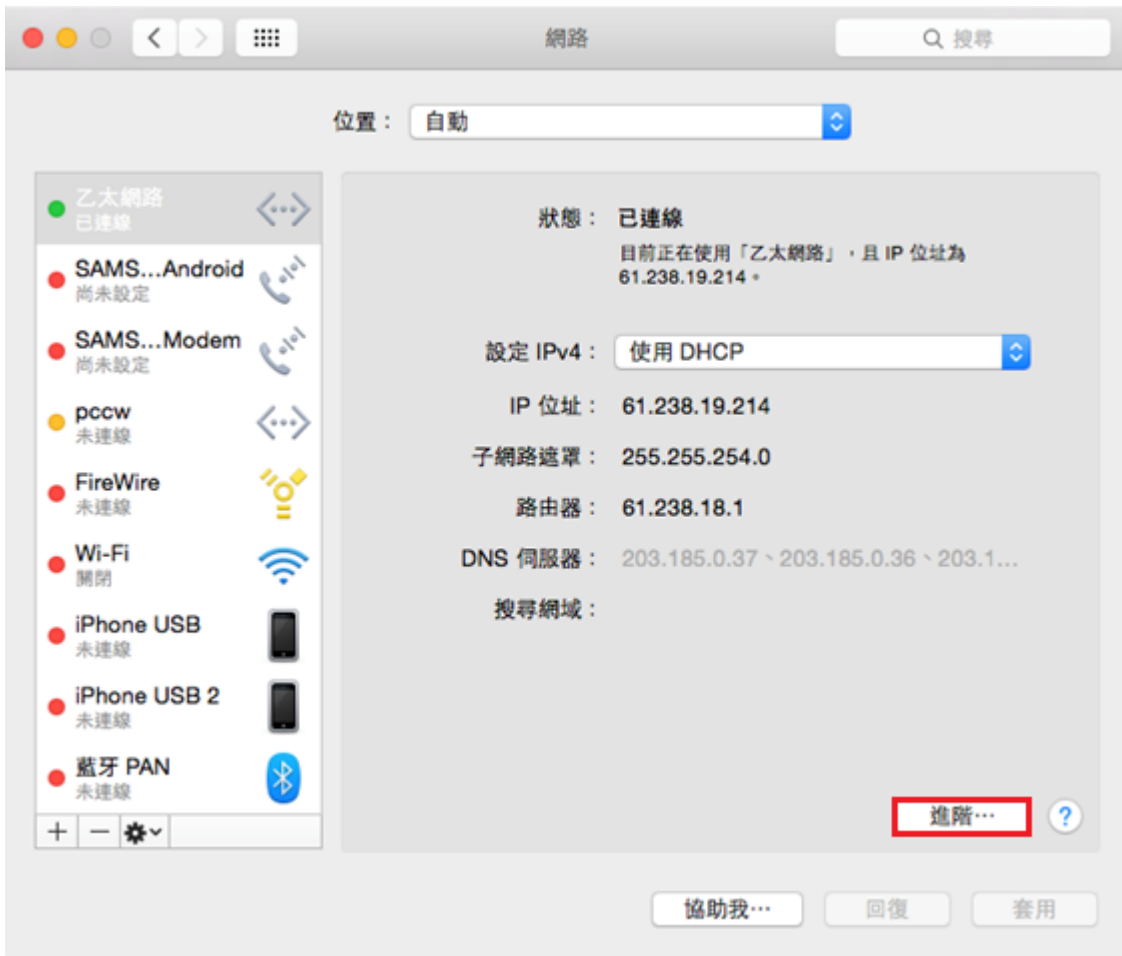 網路
搜尋
位置： 自動
乙太網路
已連線
SAMS...Android
尚未設定
SAMS...Modem
尚未設定
pccw
未連線
FireWire
未連線
Wi-Fi
關閉
iPhone USB
未連線
iPhone USB 2
未連線
藍牙 PAN
未連線
狀態： 已連線
目前正在使用「乙太網路」，且 IP 位址為
61.238.19.214。
設定 IPv4： 使用 DHCP
IP 位址： 61.238.19.214
子網路遮罩： 255.255.254.0
路由器： 61.238.18.1
DNS 伺服器： 203.185.0.37、203.185.0.36、203.1...
搜尋網域：
進階…
?
協助我…
回復
套用